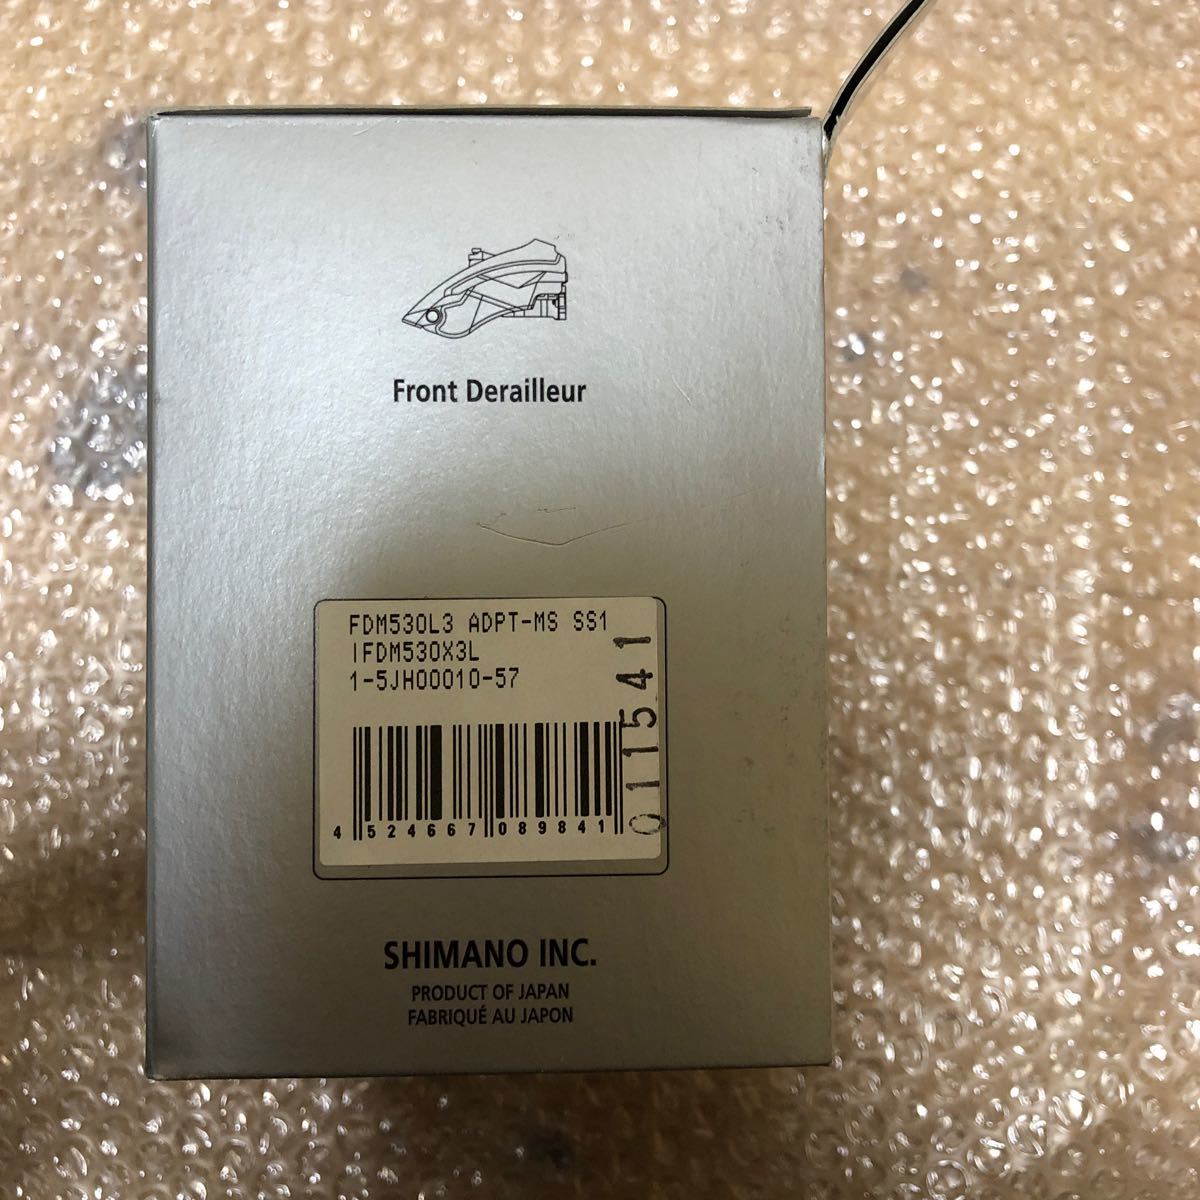 Front Derailleur
FDM530L3 ADPT-MS SS1
IFDM530X3L
1-5JH00010-57
011541
4 524667 089841
SHIMANO INC.
PRODUCT OF JAPAN
FABRIQUÉ AU JAPON